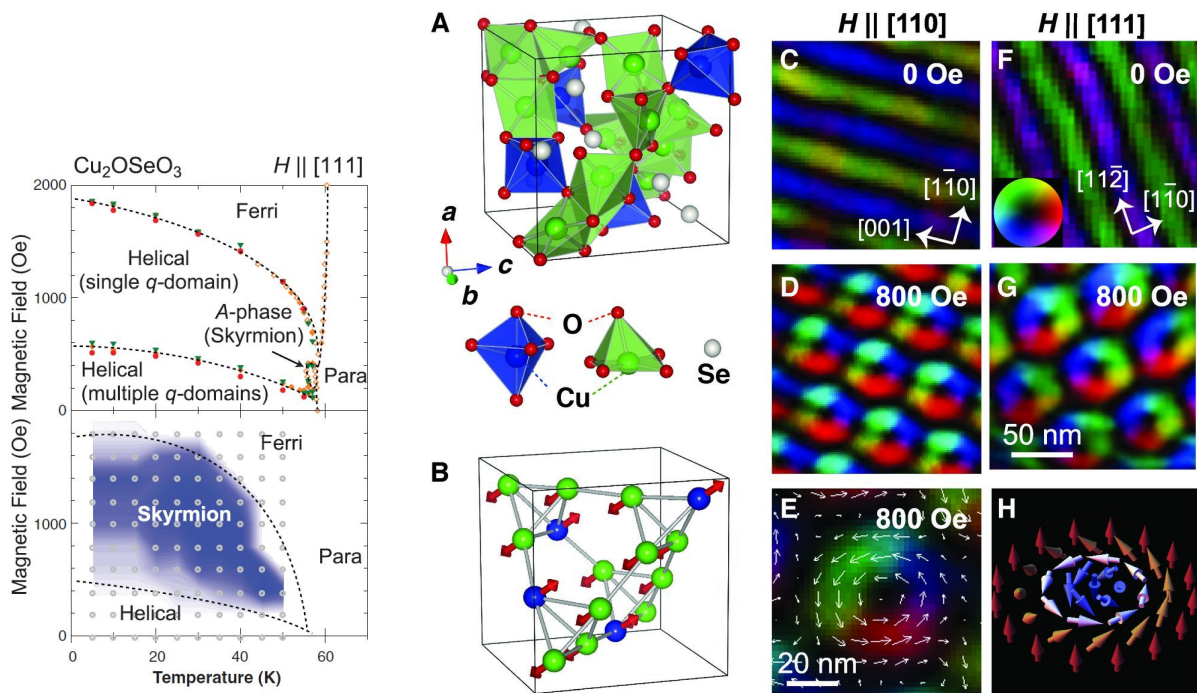 Cu₂OSeO₃ H || [111]
Magnetic Field (Oe)
2000
1000
0
Ferri
Helical
(single q-domain)
A-phase
(Skyrmion)
Helical
(multiple q-domains)
Para
Magnetic Field (Oe)
1000
0
Ferri
Skyrmion
Para
Helical
0 20 40 60
Temperature (K)
A
a
b
c
O
Cu
Se
B
H || [110]
C
0 Oe
[11̅0]
[001]
D
800 Oe
E
800 Oe
20 nm
H || [111]
F
0 Oe
[112̅]
[11̅0]
G
800 Oe
50 nm
H